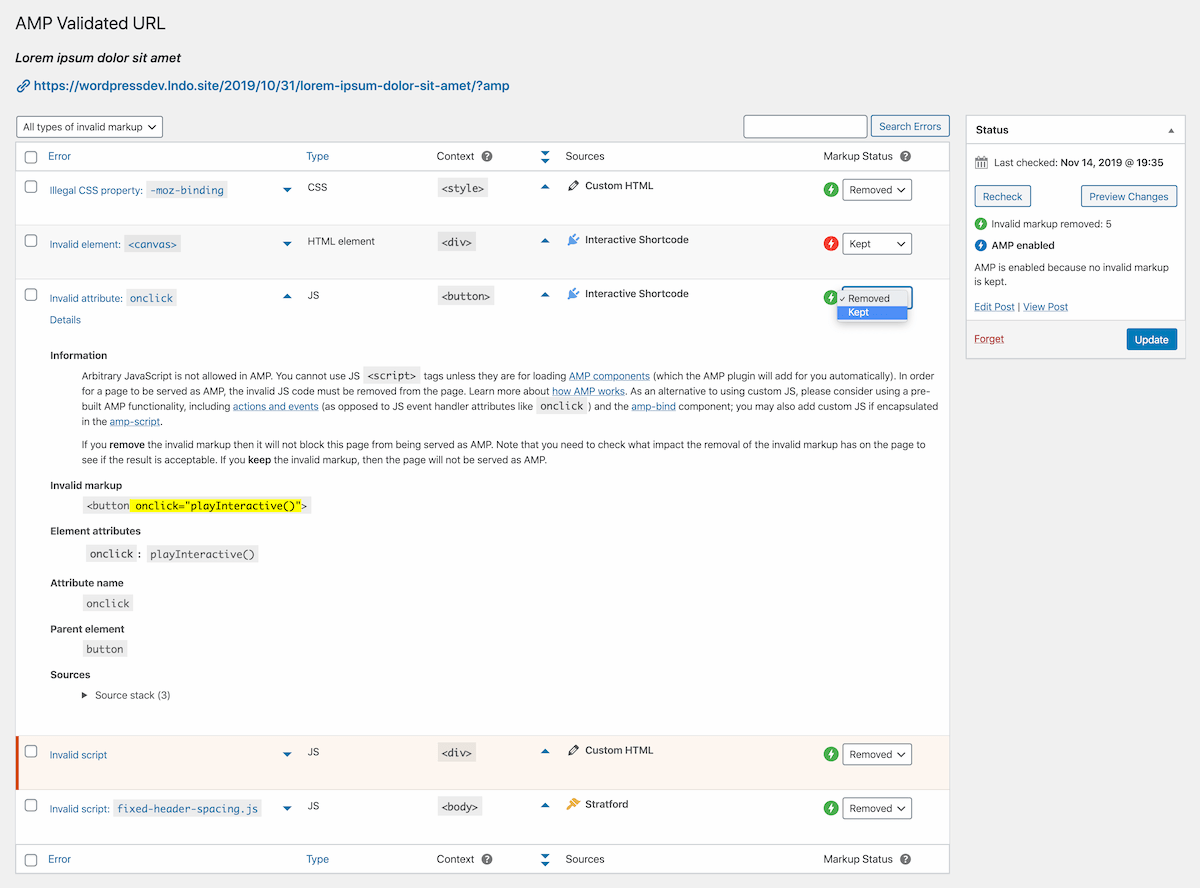 AMP Validated URL
Lorem ipsum dolor sit amet
https://wordpressdev.lndo.site/2019/10/31/lorem-ipsum-dolor-sit-amet/?amp
All types of invalid markup
Search Errors
Error Type Context ? Sources Markup Status ?
Illegal CSS property: -moz-binding CSS <style> Custom HTML Removed
Invalid element: <canvas> HTML element <div> Interactive Shortcode Kept
Invalid attribute: onclick JS <button> Interactive Shortcode ✓ Removed
Kept
Details
Information
Arbitrary JavaScript is not allowed in AMP. You cannot use JS <script> tags unless they are for loading AMP components (which the AMP plugin will add for you automatically). In order
for a page to be served as AMP, the invalid JS code must be removed from the page. Learn more about how AMP works. As an alternative to using custom JS, please consider using a pre-
built AMP functionality, including actions and events (as opposed to JS event handler attributes like onclick ) and the amp-bind component; you may also add custom JS if encapsulated
in the amp-script.
If you remove the invalid markup then it will not block this page from being served as AMP. Note that you need to check what impact the removal of the invalid markup has on the page to
see if the result is acceptable. If you keep the invalid markup, then the page will not be served as AMP.
Invalid markup
<button onclick="playInteractive()">
Element attributes
onclick : playInteractive()
Attribute name
onclick
Parent element
button
Sources
Source stack (3)
Invalid script JS <div> Custom HTML Removed
Invalid script: fixed-header-spacing.js JS <body> Stratford Removed
Error Type Context ? Sources Markup Status ?
Status
Last checked: Nov 14, 2019 @ 19:35
Recheck Preview Changes
Invalid markup removed: 5
AMP enabled
AMP is enabled because no invalid markup
is kept.
Edit Post | View Post
Forget Update